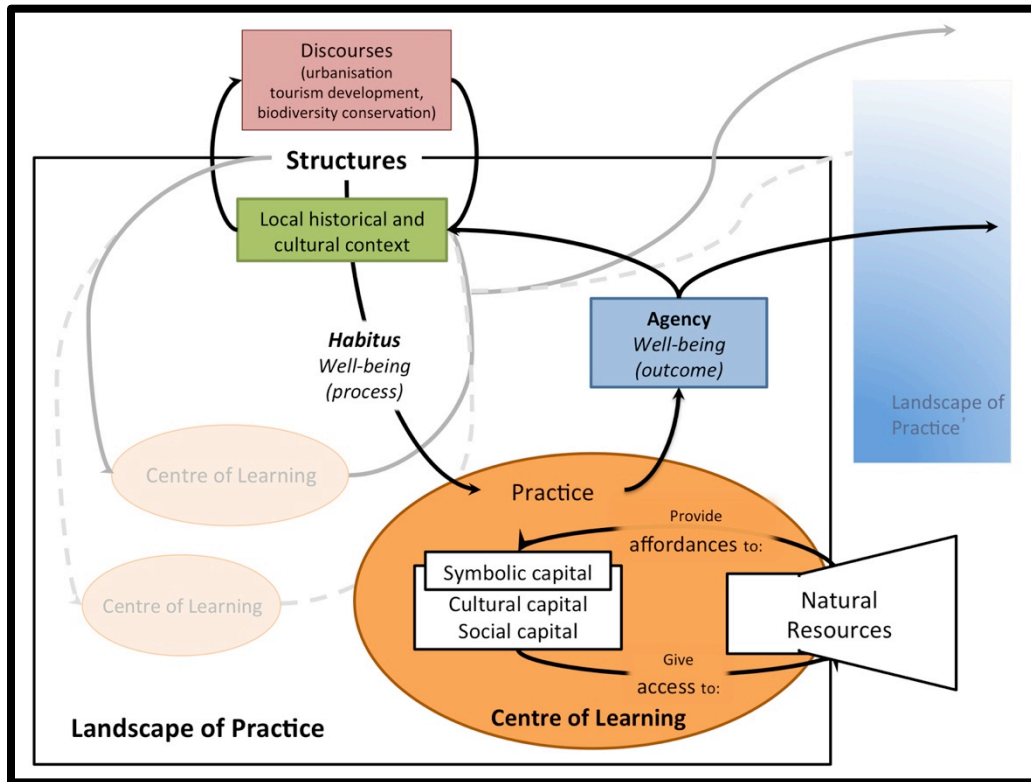 Discourses
(urbanisation
tourism development,
biodiversity conservation)
Structures
Local historical and
cultural context
Habitus
Well-being
(process)
Agency
Well-being
(outcome)
Landscape of
Practice'
Centre of Learning
Centre of Learning
Practice
Provide
affordances to:
Symbolic capital
Cultural capital
Social capital
Natural
Resources
Give
access to:
Centre of Learning
Landscape of Practice